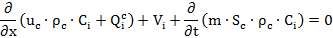 ∂/∂x (u_c · ρ_c · C_i + Q_i^c) + V_i + ∂/∂t (m · S_c · ρ_c · C_i) = 0